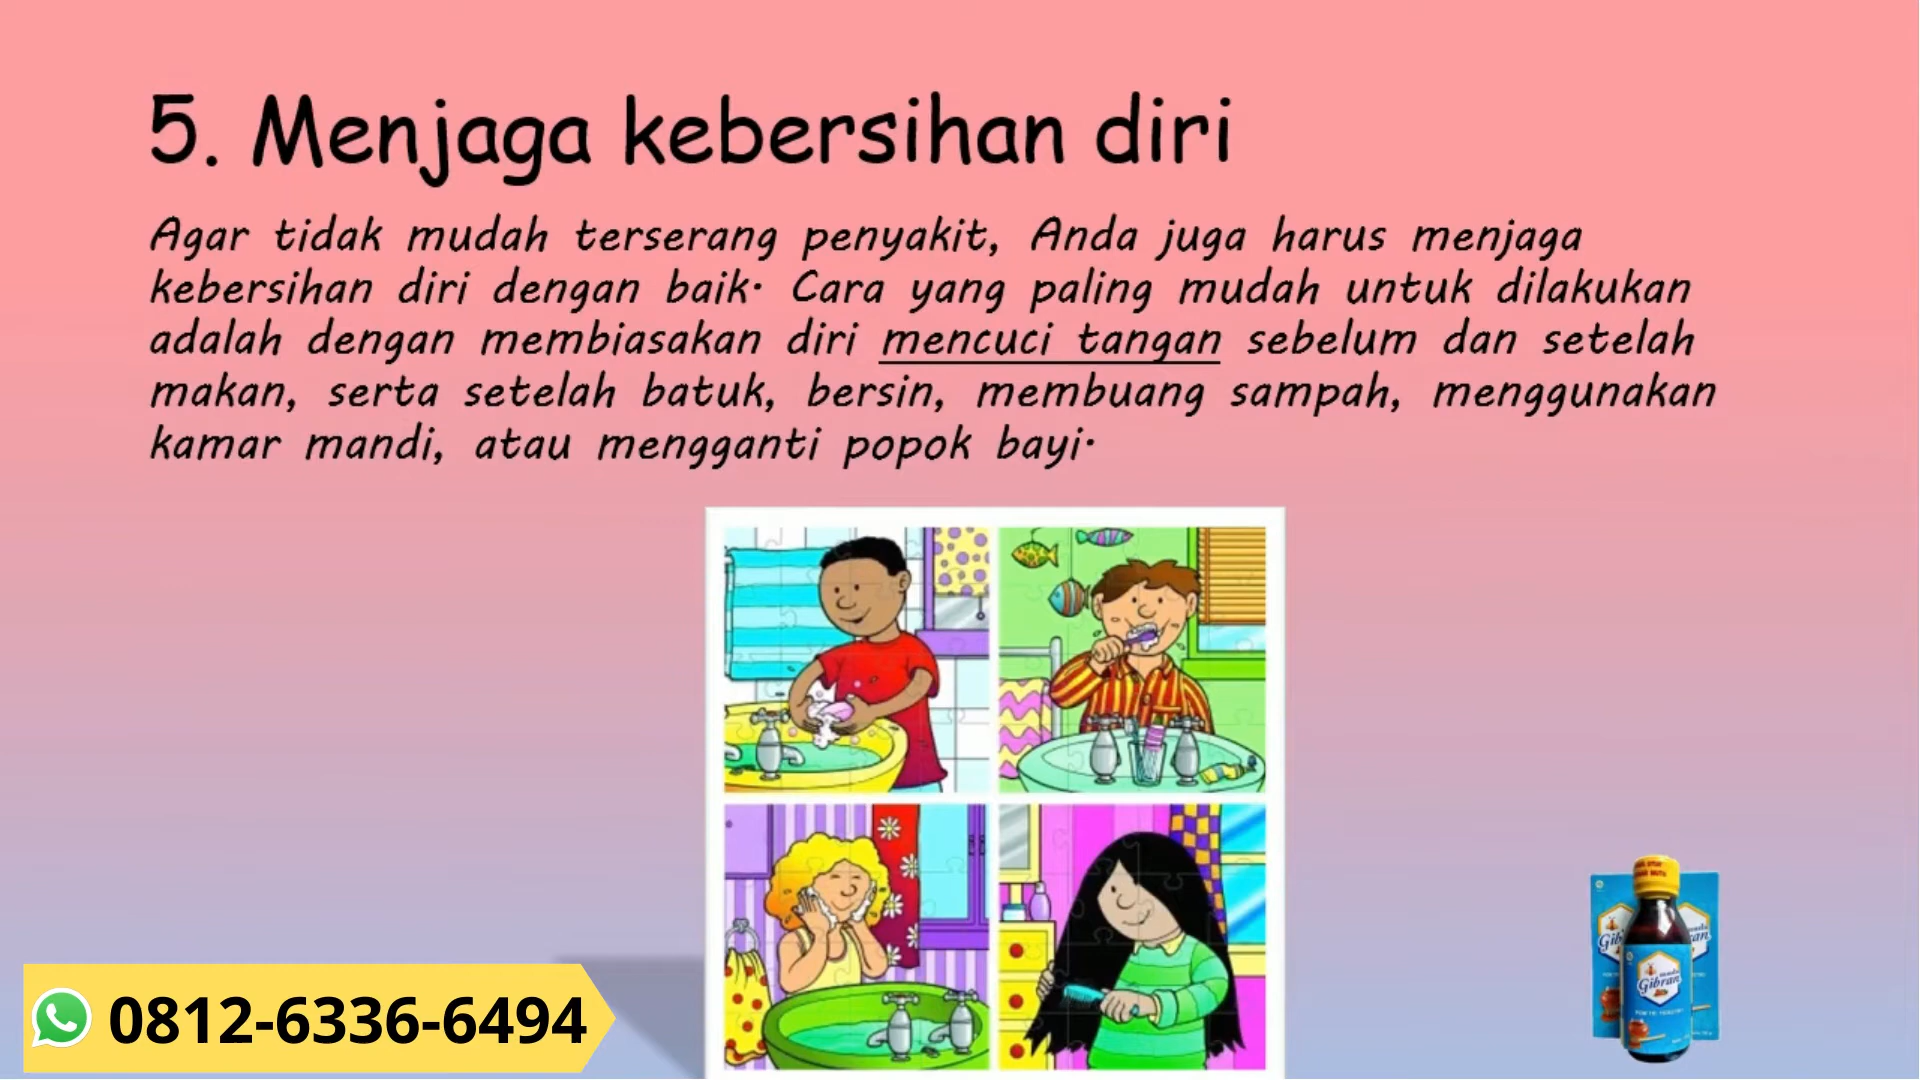 5. Menjaga kebersihan diri
Agar tidak mudah terserang penyakit, Anda juga harus menjaga
kebersihan diri dengan baik. Cara yang paling mudah untuk dilakukan
adalah dengan membiasakan diri mencuci tangan sebelum dan setelah
makan, serta setelah batuk, bersin, membuang sampah, menggunakan
kamar mandi, atau mengganti popok bayi.
0812-6336-6494
madu
Gibran